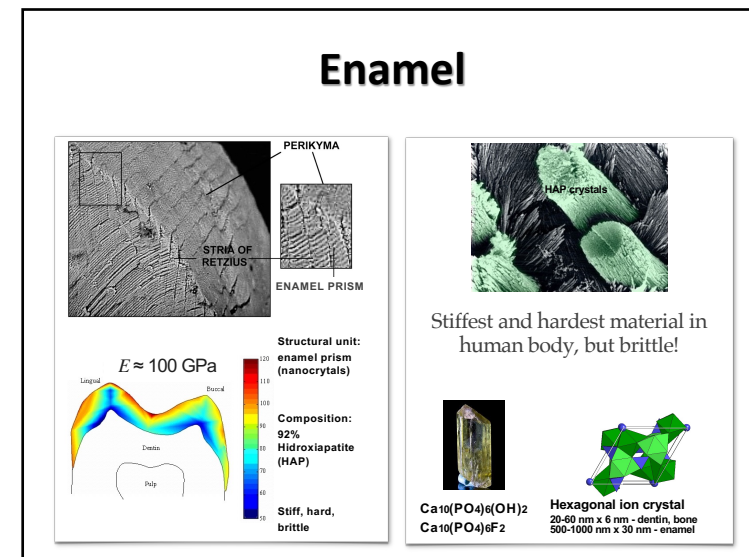 Enamel
PERIKYMA
STRIA OF
RETZIUS
ENAMEL PRISM
E ≈ 100 GPa
Lingual
Buccal
Dentin
Pulp
120
110
100
90
80
70
60
50
Structural unit:
enamel prism
(nanocrytals)
Composition:
92%
Hidroxiapatite
(HAP)
Stiff, hard,
brittle
HAP crystals
Stiffest and hardest material in
human body, but brittle!
Ca10(PO4)6(OH)2
Ca10(PO4)6F2
Hexagonal ion crystal
20-60 nm x 6 nm - dentin, bone
500-1000 nm x 30 nm - enamel